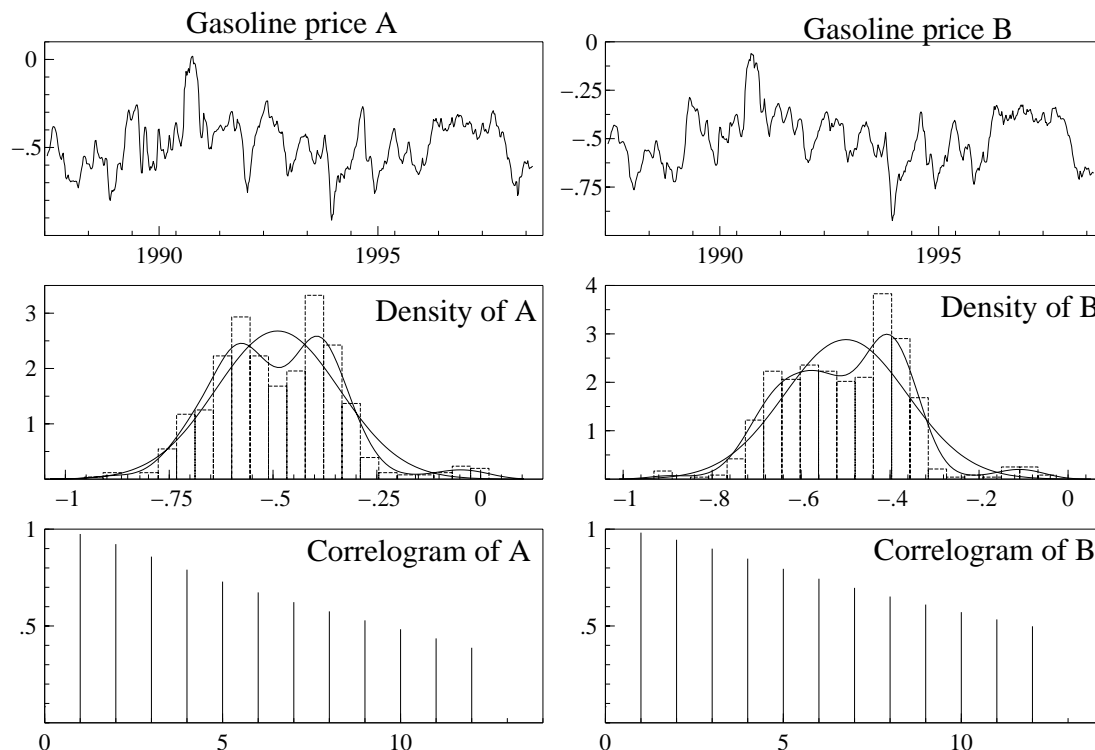 Gasoline price A
0
−.5
1990 1995
Gasoline price B
0
−.25
−.5
−.75
1990 1995
Density of A
3
2
1
−1 −.75 −.5 −.25 0
Density of B
4
3
2
1
−1 −.8 −.6 −.4 −.2 0
Correlogram of A
1
.5
0 5 10
Correlogram of B
1
.5
0 5 10